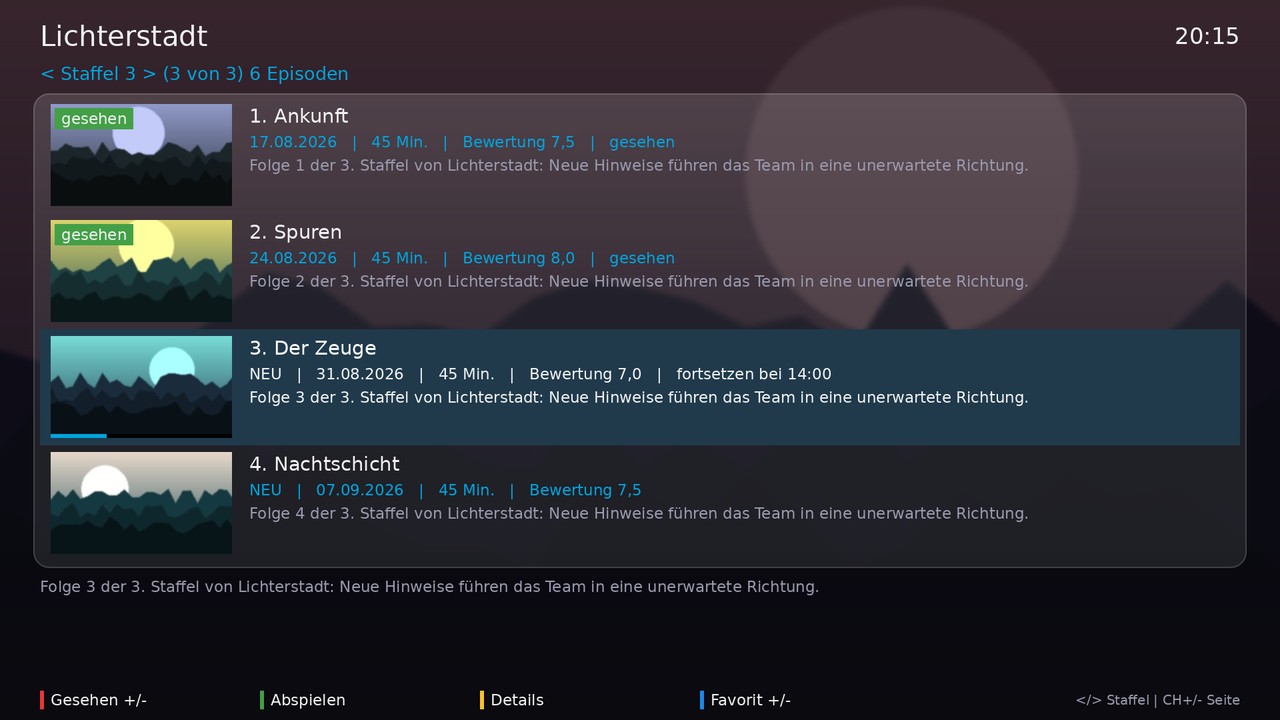 Lichterstadt
20:15
< Staffel 3 > (3 von 3) 6 Episoden
gesehen
1. Ankunft
17.08.2026 | 45 Min. | Bewertung 7,5 | gesehen
Folge 1 der 3. Staffel von Lichterstadt: Neue Hinweise führen das Team in eine unerwartete Richtung.
gesehen
2. Spuren
24.08.2026 | 45 Min. | Bewertung 8,0 | gesehen
Folge 2 der 3. Staffel von Lichterstadt: Neue Hinweise führen das Team in eine unerwartete Richtung.
3. Der Zeuge
NEU | 31.08.2026 | 45 Min. | Bewertung 7,0 | fortsetzen bei 14:00
Folge 3 der 3. Staffel von Lichterstadt: Neue Hinweise führen das Team in eine unerwartete Richtung.
4. Nachtschicht
NEU | 07.09.2026 | 45 Min. | Bewertung 7,5
Folge 4 der 3. Staffel von Lichterstadt: Neue Hinweise führen das Team in eine unerwartete Richtung.
Folge 3 der 3. Staffel von Lichterstadt: Neue Hinweise führen das Team in eine unerwartete Richtung.
Gesehen +/-
Abspielen
Details
Favorit +/-
</> Staffel | CH+/- Seite